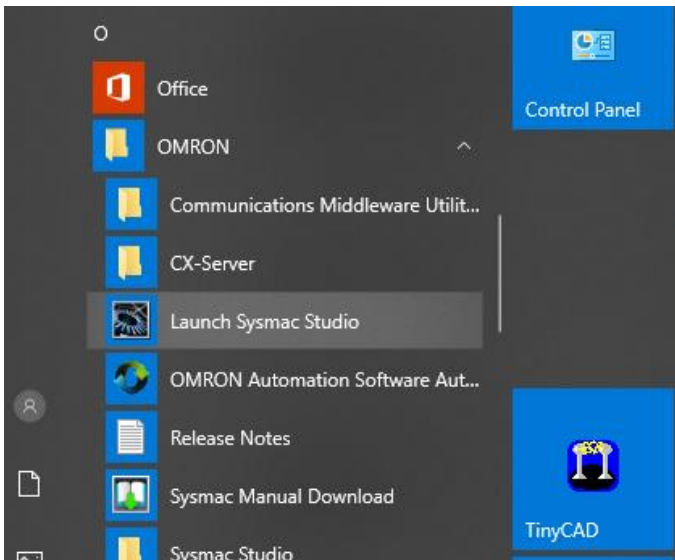 O
Office
OMRON
Communications Middleware Utilit...
CX-Server
Launch Sysmac Studio
OMRON Automation Software Aut...
Release Notes
Sysmac Manual Download
Sysmac Studio
Control Panel
TinyCAD